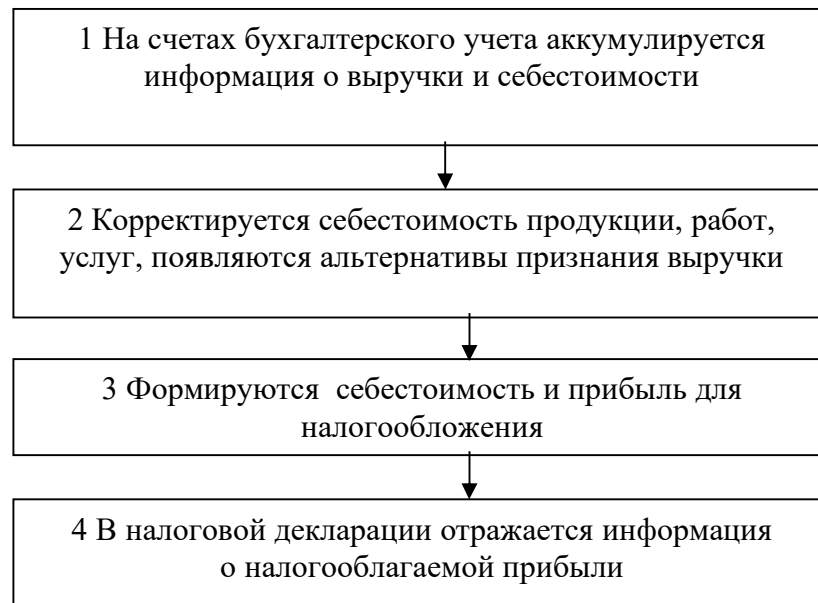 1 На счетах бухгалтерского учета аккумулируется
информация о выручки и себестоимости
2 Корректируется себестоимость продукции, работ,
услуг, появляются альтернативы признания выручки
3 Формируются себестоимость и прибыль для
налогообложения
4 В налоговой декларации отражается информация
о налогооблагаемой прибыли